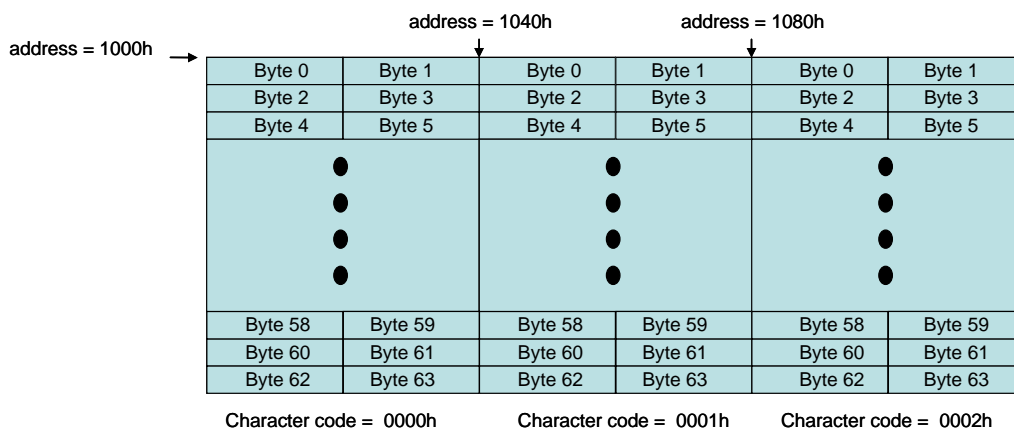 address = 1040h address = 1080h
address = 1000h
Byte 0 Byte 1 Byte 0 Byte 1 Byte 0 Byte 1
Byte 2 Byte 3 Byte 2 Byte 3 Byte 2 Byte 3
Byte 4 Byte 5 Byte 4 Byte 5 Byte 4 Byte 5
Byte 58 Byte 59 Byte 58 Byte 59 Byte 58 Byte 59
Byte 60 Byte 61 Byte 60 Byte 61 Byte 60 Byte 61
Byte 62 Byte 63 Byte 62 Byte 63 Byte 62 Byte 63
Character code = 0000h Character code = 0001h Character code = 0002h